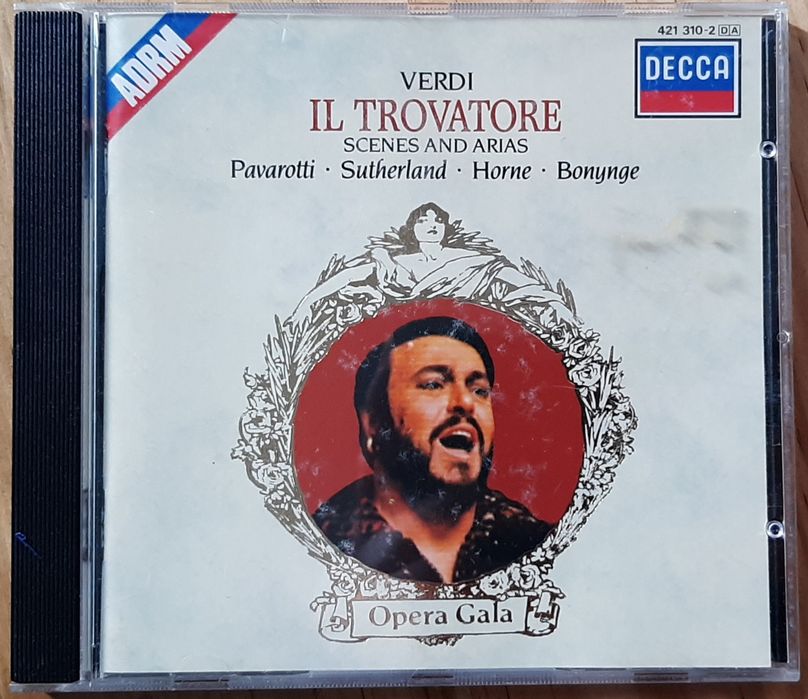 ADRM
421 310-2 DA
DECCA
VERDI
IL TROVATORE
SCENES AND ARIAS
Pavarotti · Sutherland · Horne · Bonynge
Opera Gala